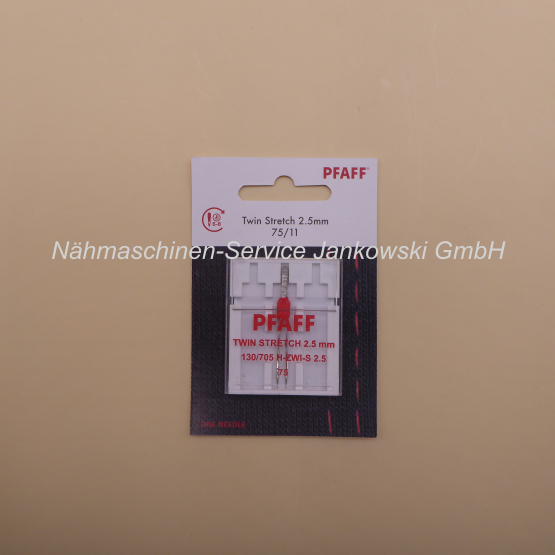 PFAFF
Twin Stretch 2.5mm
75/11
Nähmaschinen-Service Jankowski GmbH
PFAFF
TWIN STRETCH 2.5 mm
130/705 H-ZWI-S 2.5
75
ONE NEEDLE